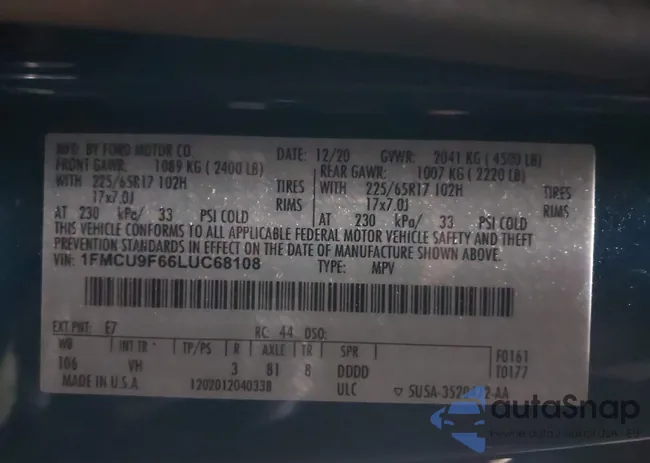 MFD. BY FORD MOTOR CO. DATE: 12/20 GVWR: 2041 KG ( 4500 LB)
FRONT GAWR: 1089 KG ( 2400 LB) REAR GAWR: 1007 KG ( 2220 LB)
WITH 225/65R17 102H TIRES WITH 225/65R17 102H TIRES
17x7.0J RIMS 17x7.0J RIMS
AT 230 kPa/ 33 PSI COLD AT 230 kPa/ 33 PSI COLD
THIS VEHICLE CONFORMS TO ALL APPLICABLE FEDERAL MOTOR VEHICLE SAFETY AND THEFT
PREVENTION STANDARDS IN EFFECT ON THE DATE OF MANUFACTURE SHOWN ABOVE.
VIN: 1FMCU9F66LUC68108 TYPE: MPV
EXT PNT: E7 RC: 44 DSO:
WB INT TR TP/PS R AXLE TR SPR F0161
106 VH 3 81 8 DDDD T0177
MADE IN U.S.A 1202012040338 ULC
autoSnap